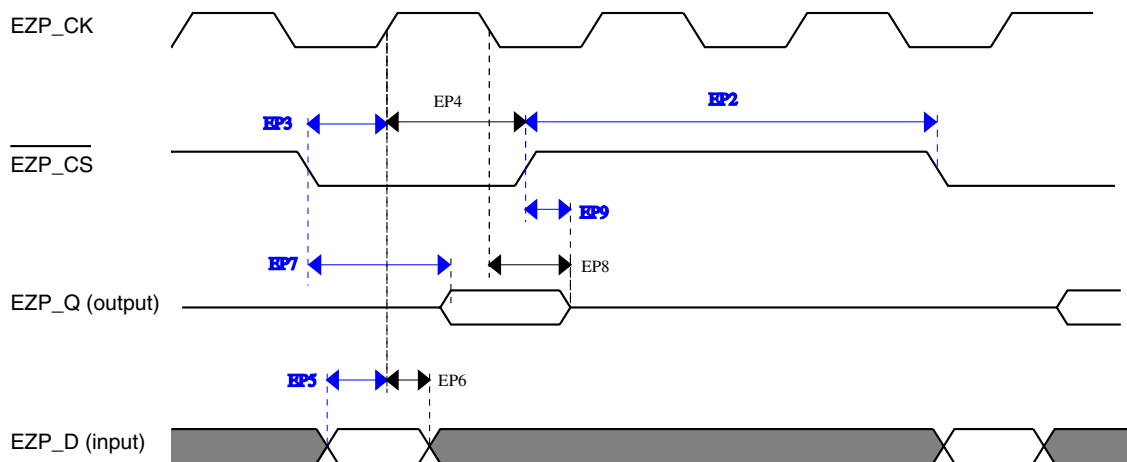 EZP_CK
EP4
EP2
EP3
EZP_CS
EP9
EP7
EP8
EZP_Q (output)
EP5
EP6
EZP_D (input)